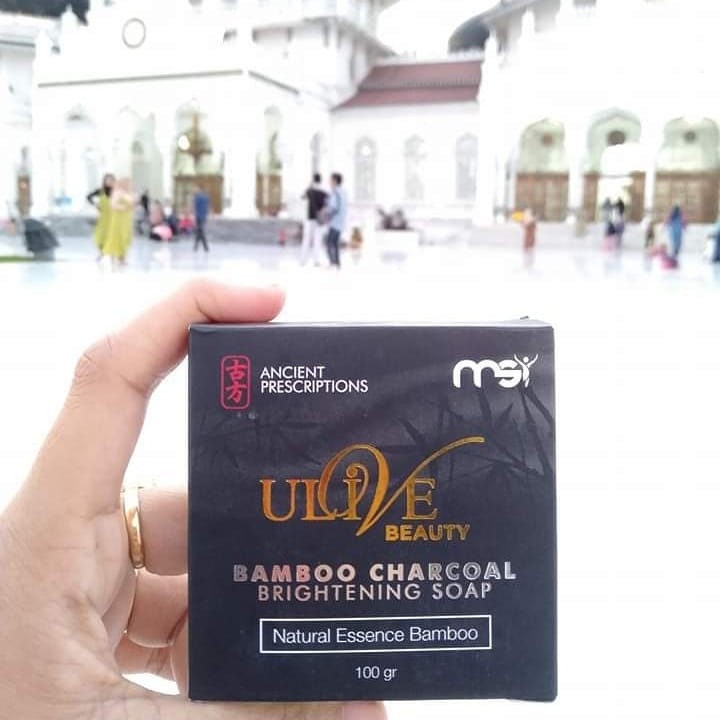 古方
ANCIENT
PRESCRIPTIONS
msi
ULIVE
BEAUTY
BAMBOO CHARCOAL
BRIGHTENING SOAP
Natural Essence Bamboo
100 gr